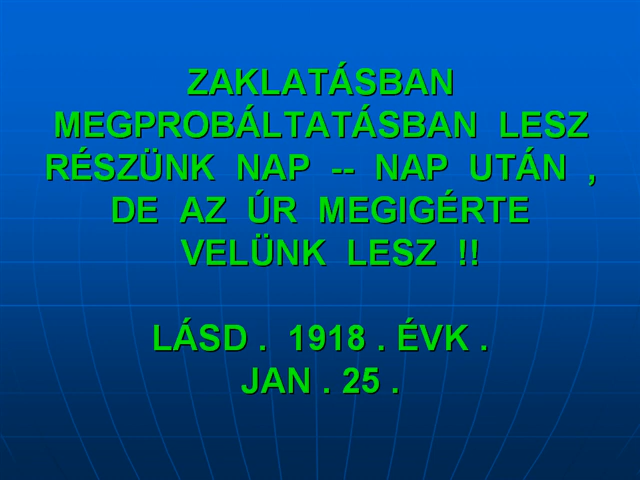 ZAKLATÁSBAN
MEGPROBÁLTATÁSBAN LESZ
RÉSZÜNK NAP -- NAP UTÁN ,
DE AZ ÚR MEGIGÉRTE
VELÜNK LESZ !!
LÁSD . 1918 . ÉVK .
JAN . 25 .